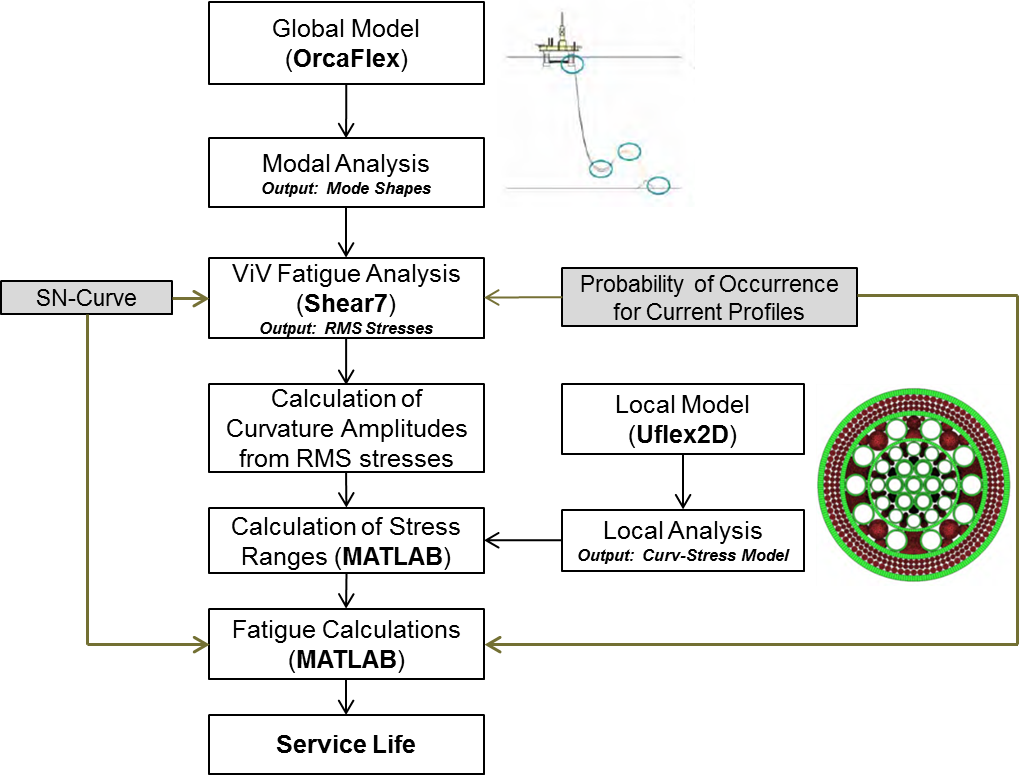 Global Model
(OrcaFlex)
Modal Analysis
Output: Mode Shapes
ViV Fatigue Analysis
(Shear7)
Output: RMS Stresses
SN-Curve
Probability of Occurrence
for Current Profiles
Calculation of
Curvature Amplitudes
from RMS stresses
Local Model
(Uflex2D)
Calculation of Stress
Ranges (MATLAB)
Local Analysis
Output: Curv-Stress Model
Fatigue Calculations
(MATLAB)
Service Life